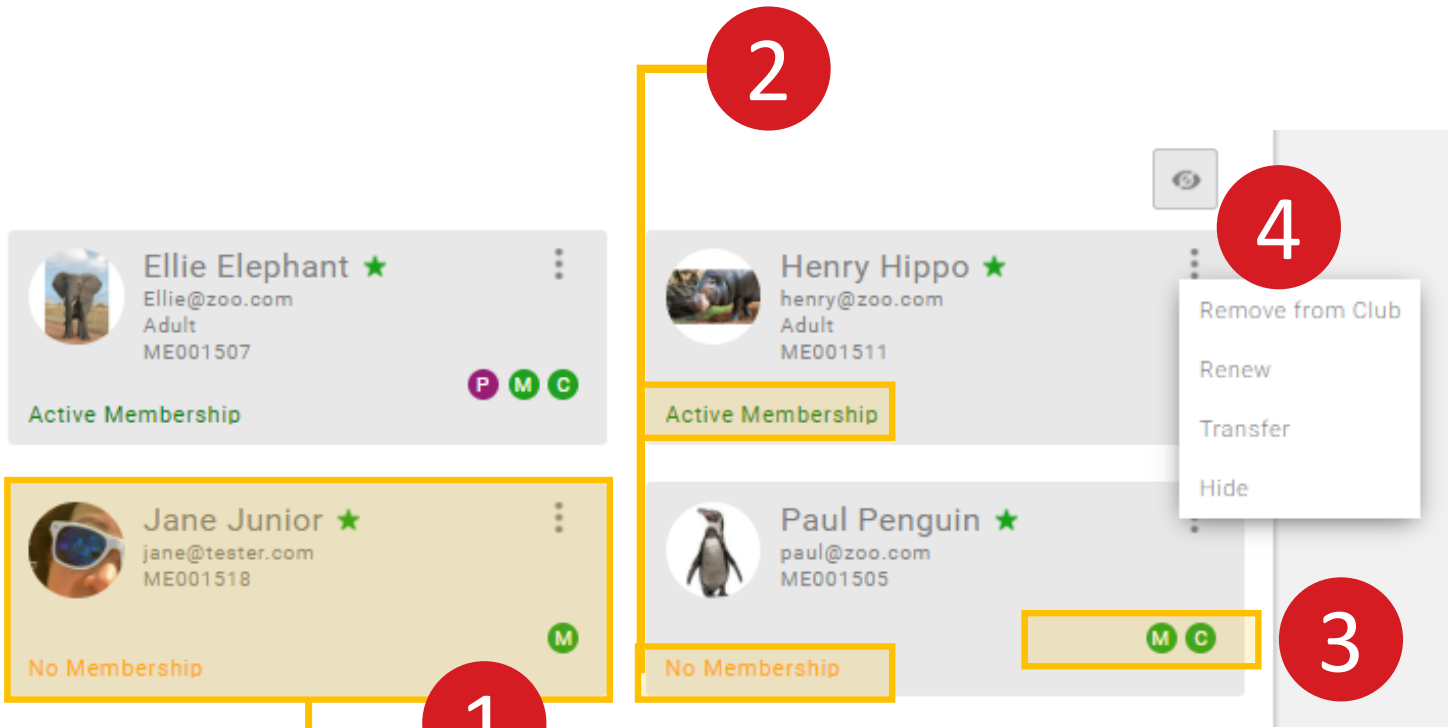 2
4
Ellie Elephant
Ellie@zoo.com
Adult
ME001507
P M C
Active Membership
Henry Hippo
henry@zoo.com
Adult
ME001511
Active Membership
Remove from Club
Renew
Transfer
Hide
Jane Junior
jane@tester.com
ME001518
M
No Membership
Paul Penguin
paul@zoo.com
ME001505
M C
No Membership
3
1